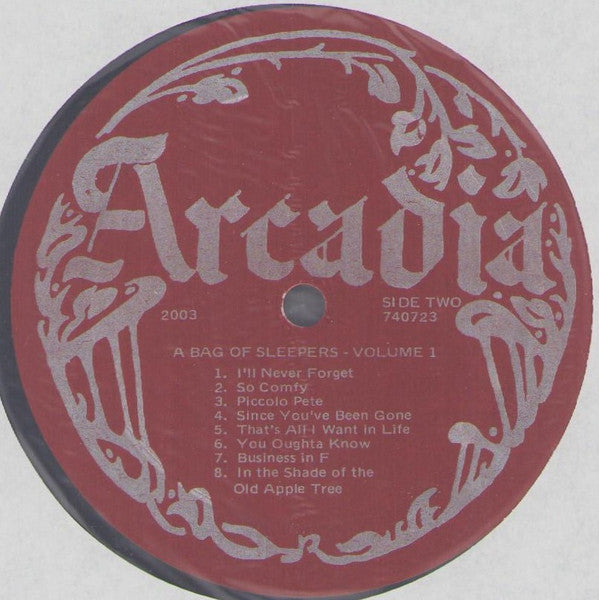 Arcadia
2003
SIDE TWO
740723
A BAG OF SLEEPERS - VOLUME 1
1. I'll Never Forget
2. So Comfy
3. Piccolo Pete
4. Since You've Been Gone
5. That's All I Want in Life
6. You Oughta Know
7. Business in F
8. In the Shade of the
Old Apple Tree